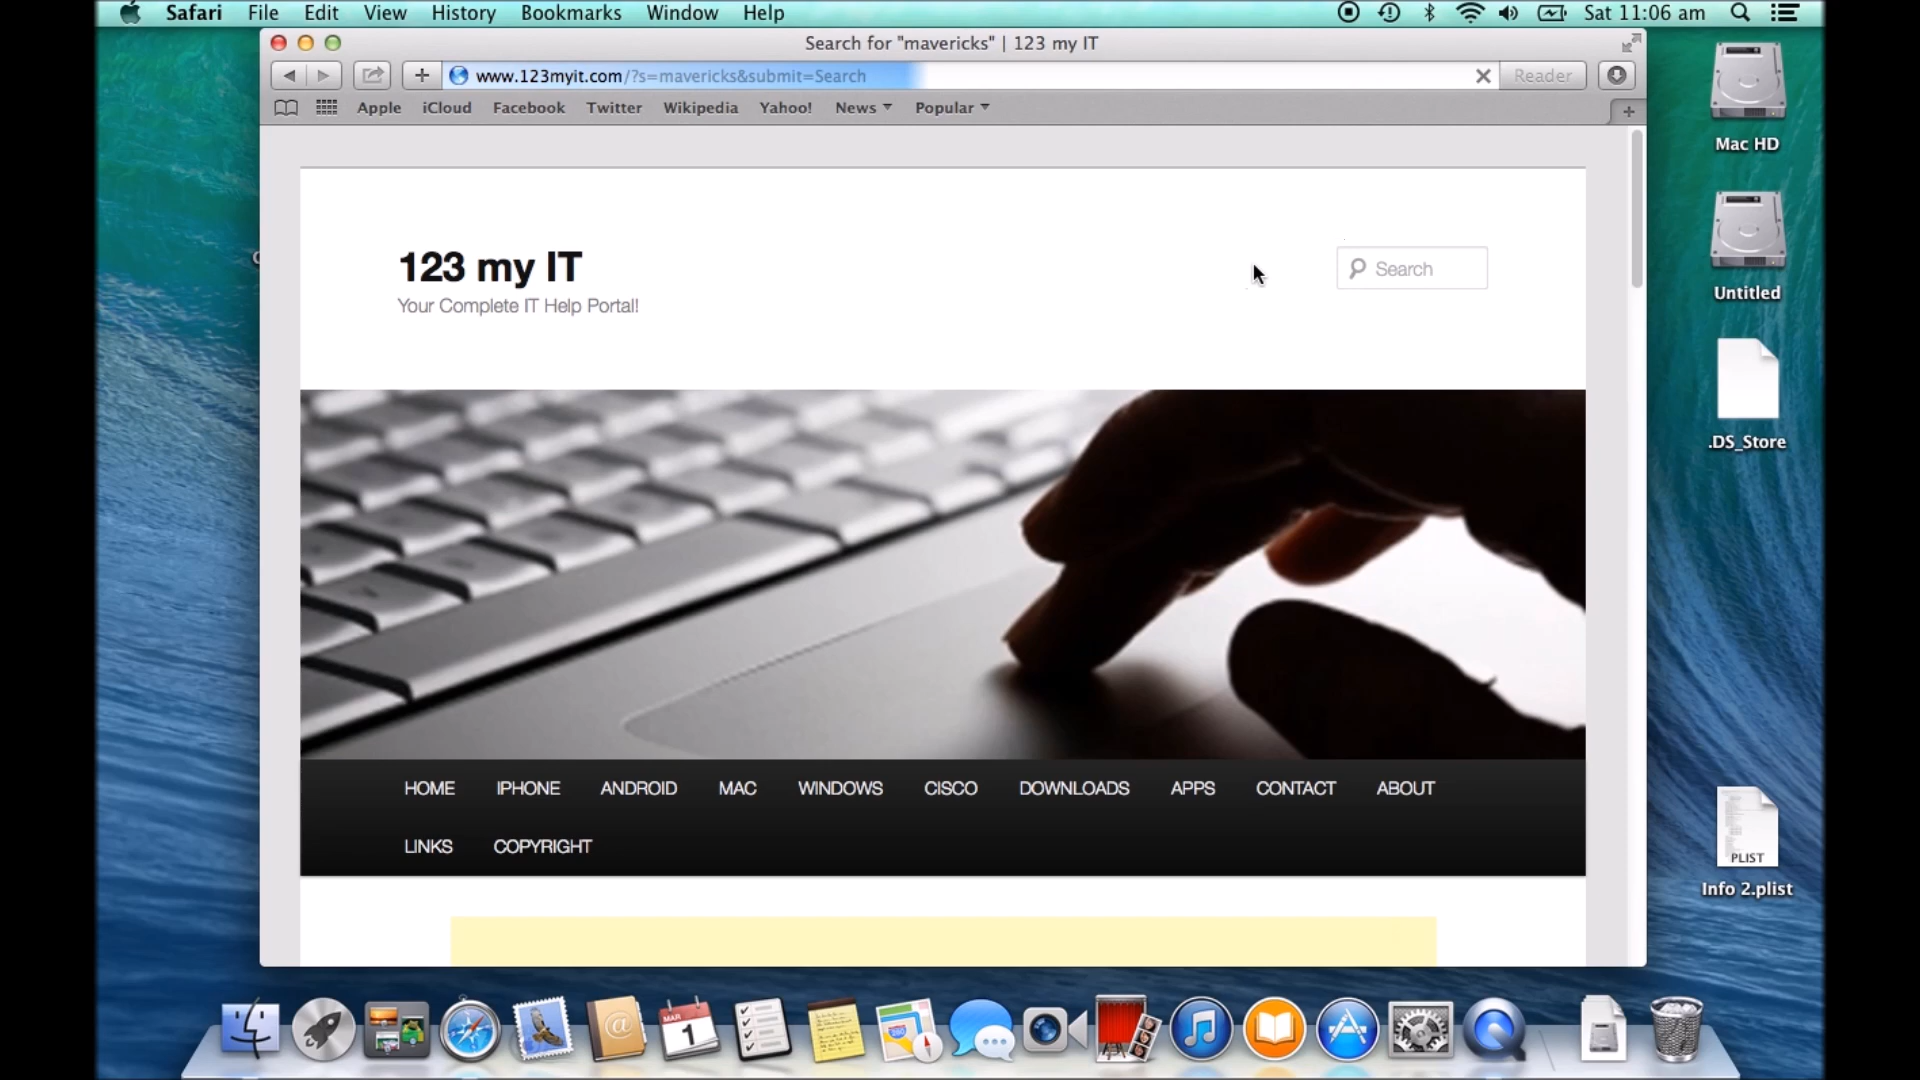 Safari File Edit View History Bookmarks Window Help Sat 11:06 am
Search for "mavericks" | 123 my IT
www.123myit.com/?s=mavericks&submit=Search Reader
Apple iCloud Facebook Twitter Wikipedia Yahoo! News Popular
Mac HD
123 my IT
Search
Your Complete IT Help Portal!
Untitled
.DS_Store
HOME IPHONE ANDROID MAC WINDOWS CISCO DOWNLOADS APPS CONTACT ABOUT
LINKS COPYRIGHT
PLIST
Info 2.plist
MAR
1